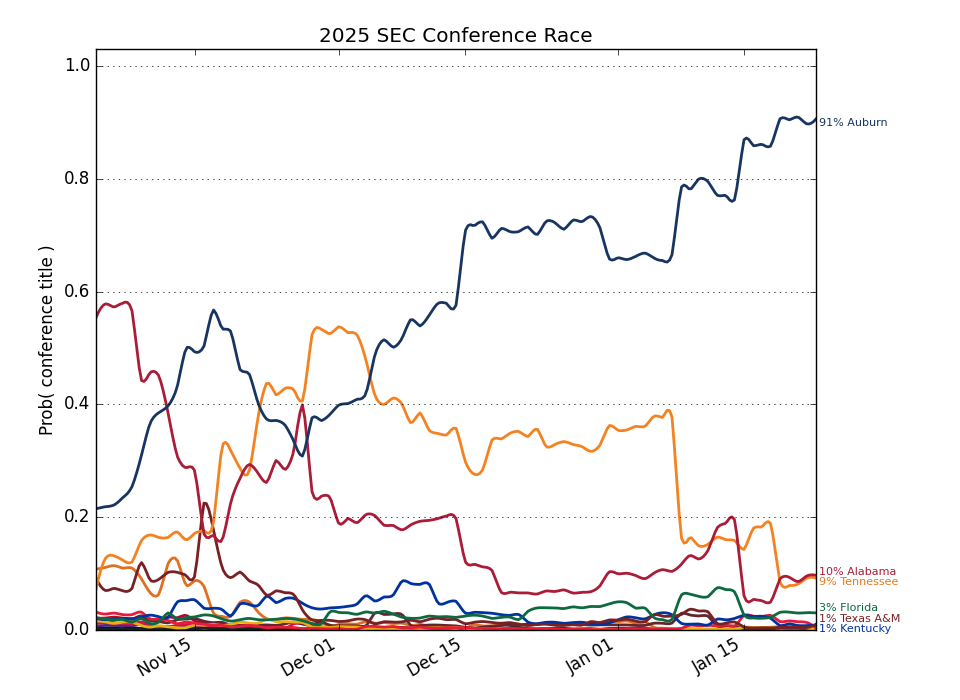 2025 SEC Conference Race
Prob( conference title )
1.0
0.8
0.6
0.4
0.2
0.0
91% Auburn
10% Alabama
9% Tennessee
3% Florida
1% Texas A&M
1% Kentucky
Nov 15
Dec 01
Dec 15
Jan 01
Jan 15